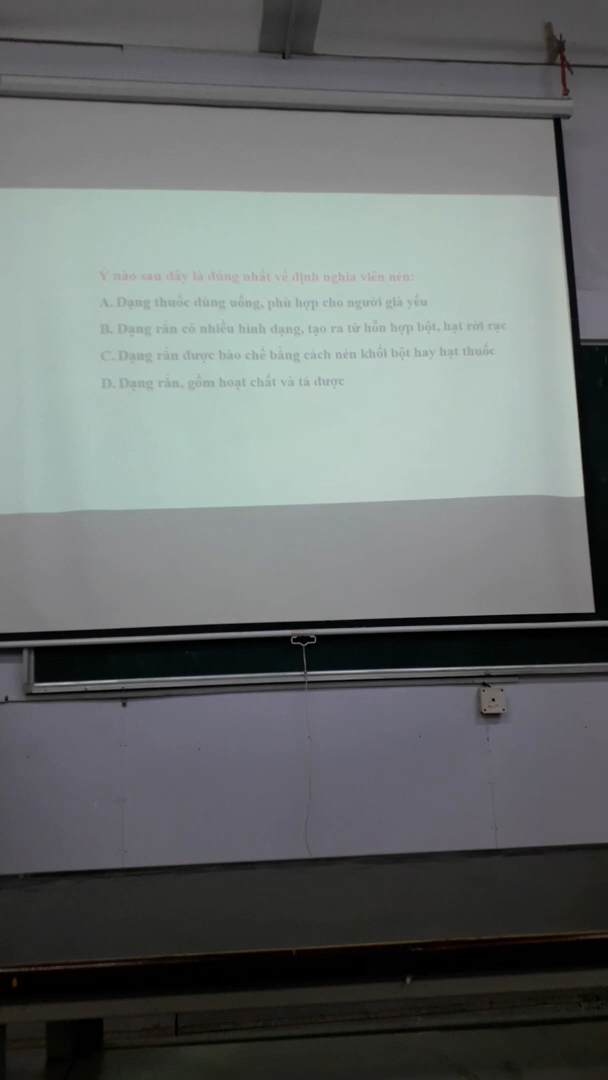 Ý nào sau đây là đúng nhất về định nghĩa viên nén:
A. Dạng thuốc dùng uống, phù hợp cho người già yếu
B. Dạng rắn có nhiều hình dạng, tạo ra từ hỗn hợp bột, hạt rời rạc
C. Dạng rắn được bào chế bằng cách nén khối bột hay hạt thuốc
D. Dạng rắn, gồm hoạt chất và tá dược